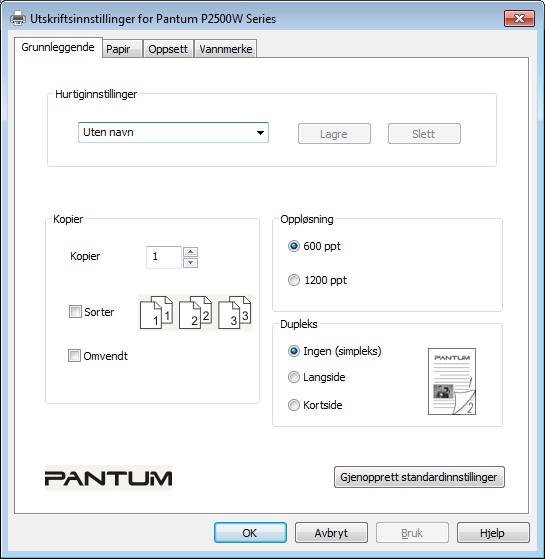 Utskriftsinnstillinger for Pantum P2500W Series
Grunnleggende Papir Oppsett Vannmerke
Hurtiginnstillinger
Uten navn Lagre Slett
Kopier
Kopier 1
Sorter 1 1 2 2 3 3
Omvendt
Oppløsning
600 ppt
1200 ppt
Dupleks
Ingen (simpleks)
Langside
Kortside
PANTUM
1
2
PANTUM
Gjenopprett standardinnstillinger
OK Avbryt Bruk Hjelp